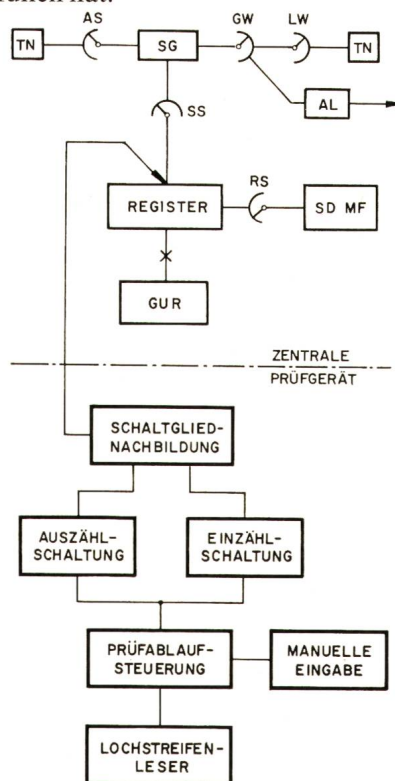 AS
GW
LW
TN
SG
TN
AL
SS
RS
REGISTER
SD MF
GUR
ZENTRALE
PRÜFGERÄT
SCHALTGLIED-
NACHBILDUNG
AUSZÄHL-
SCHALTUNG
EINZÄHL-
SCHALTUNG
PRÜFABLAUF-
STEUERUNG
MANUELLE
EINGABE
LOCHSTREIFEN-
LESER